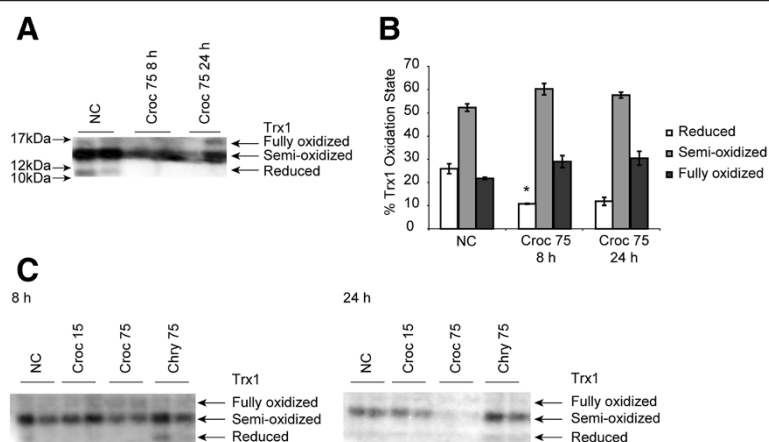 A
NC
Croc 75 8 h
Croc 75 24 h
Trx1
17kDa
Fully oxidized
Semi-oxidized
12kDa
Reduced
10kDa
B
% Trx1 Oxidation State
70
60
50
40
30
20
10
0
*
NC
Croc 75
8 h
Croc 75
24 h
Reduced
Semi-oxidized
Fully oxidized
C
8 h
NC
Croc 15
Croc 75
Chry 75
Trx1
Fully oxidized
Semi-oxidized
Reduced
24 h
NC
Croc 15
Croc 75
Chry 75
Trx1
Fully oxidized
Semi-oxidized
Reduced